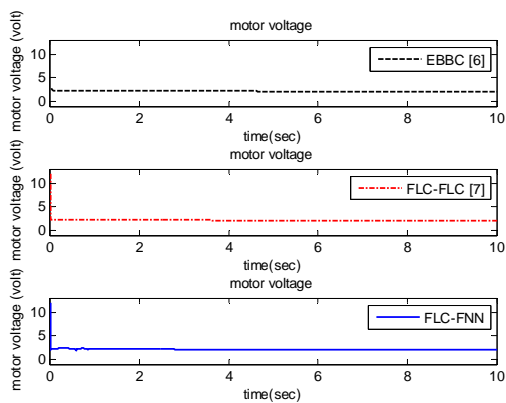 motor voltage
motor voltage (volt)
10
5
0
EBBC [6]
0 2 4 6 8 10
time(sec)
motor voltage
motor voltage (volt)
10
5
0
FLC-FLC [7]
0 2 4 6 8 10
time(sec)
motor voltage
motor voltage (volt)
10
5
0
FLC-FNN
0 2 4 6 8 10
time(sec)